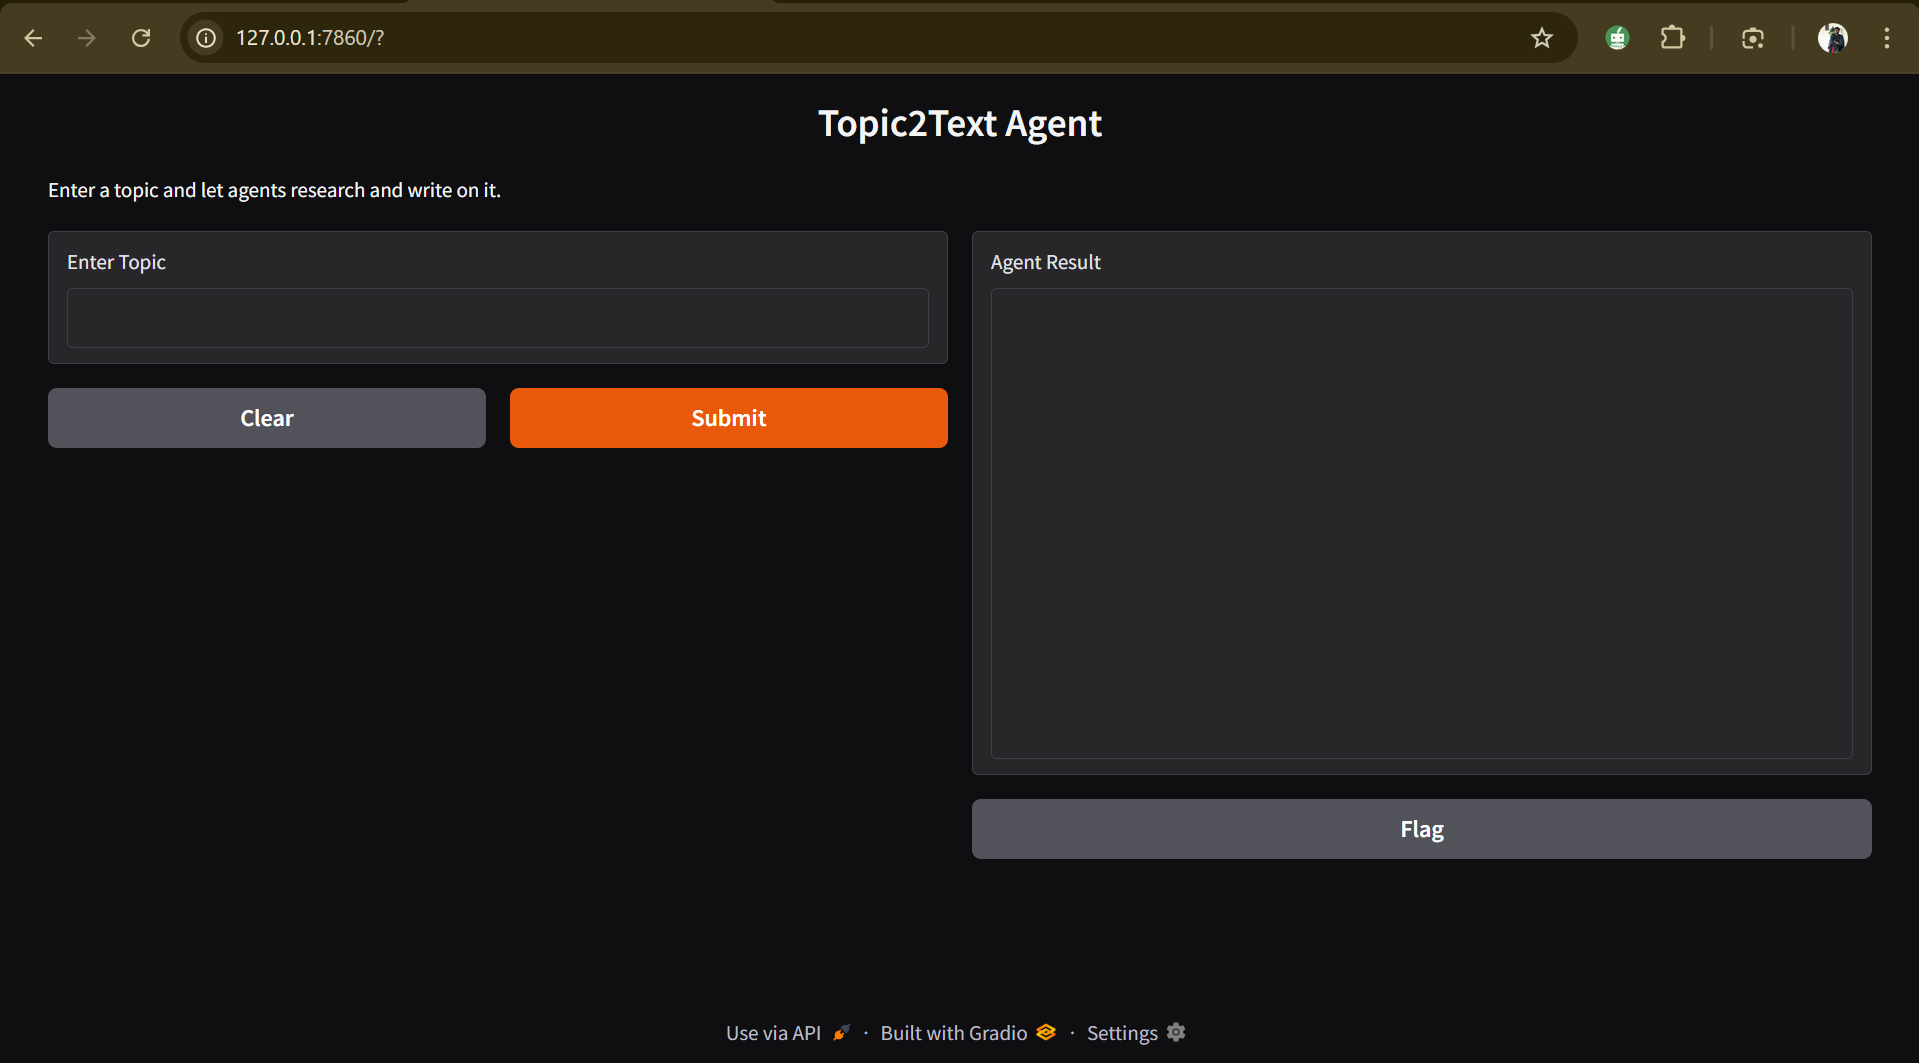 127.0.0.1:7860/?
Topic2Text Agent
Enter a topic and let agents research and write on it.
Enter Topic
Agent Result
Clear
Submit
Flag
Use via API · Built with Gradio · Settings